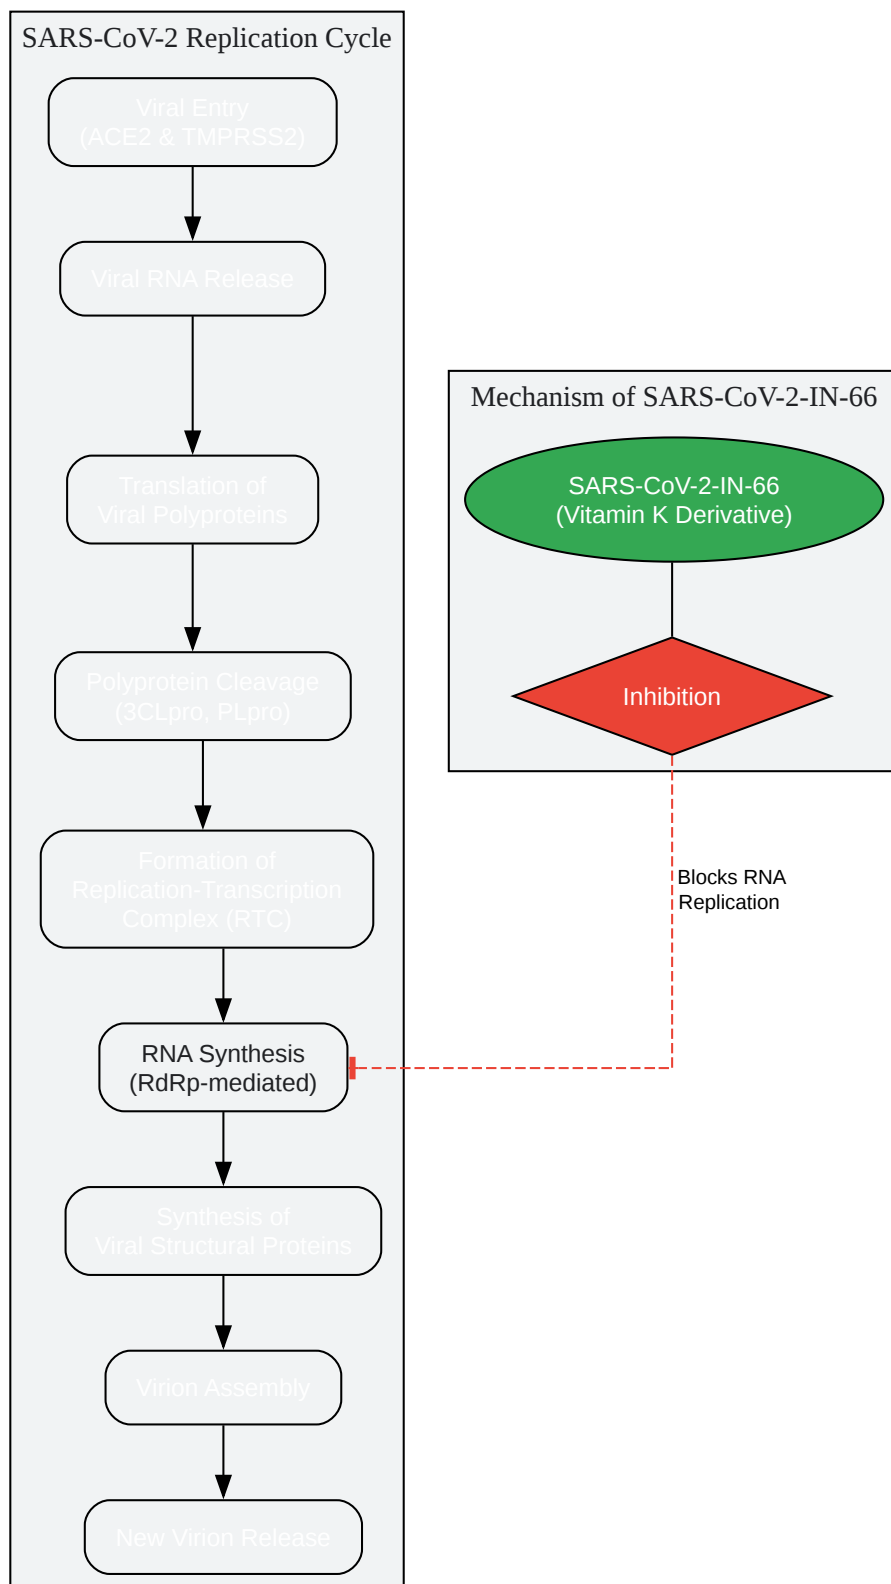 SARS-CoV-2 Replication Cycle
Viral Entry
(ACE2 & TMPRSS2)
Viral RNA Release
Translation of
Viral Polyproteins
Polyprotein Cleavage
(3CLpro, PLpro)
Formation of
Replication-Transcription
Complex (RTC)
RNA Synthesis
(RdRp-mediated)
Synthesis of
Viral Structural Proteins
Virion Assembly
New Virion Release
Mechanism of SARS-CoV-2-IN-66
SARS-CoV-2-IN-66
(Vitamin K Derivative)
Inhibition
Blocks RNA
Replication